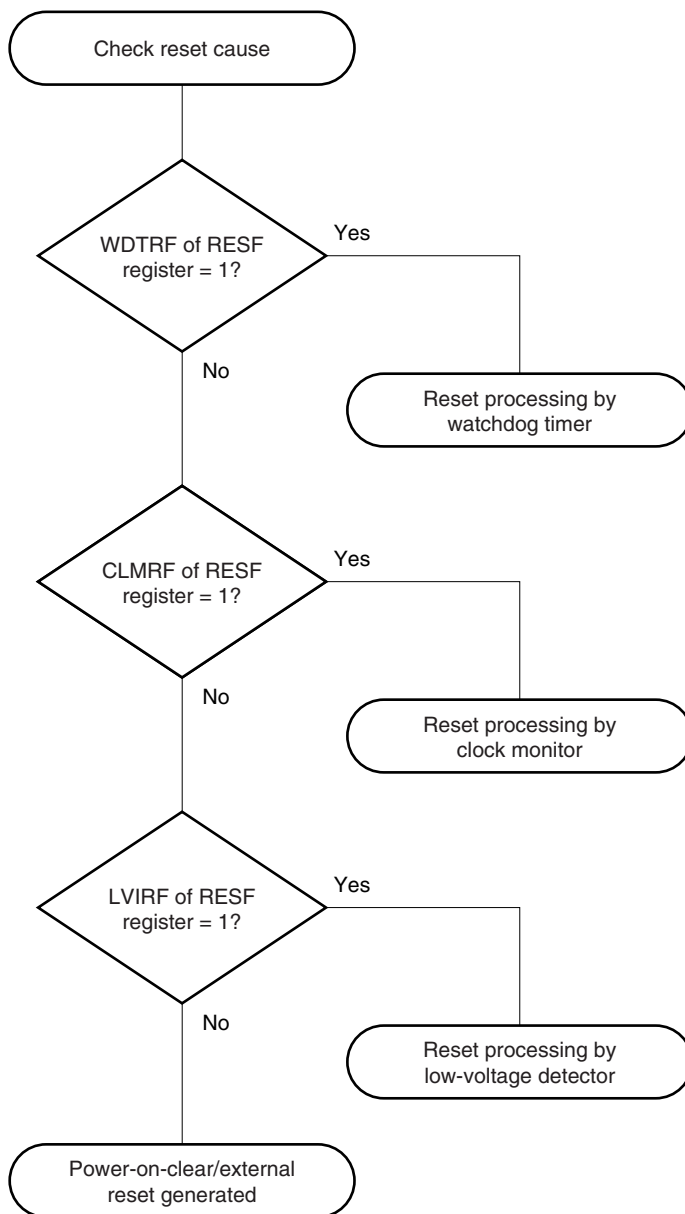 Check reset cause
WDTRF of RESF
register = 1?
Yes
No
Reset processing by
watchdog timer
CLMRF of RESF
register = 1?
Yes
No
Reset processing by
clock monitor
LVIRF of RESF
register = 1?
Yes
No
Reset processing by
low-voltage detector
Power-on-clear/external
reset generated